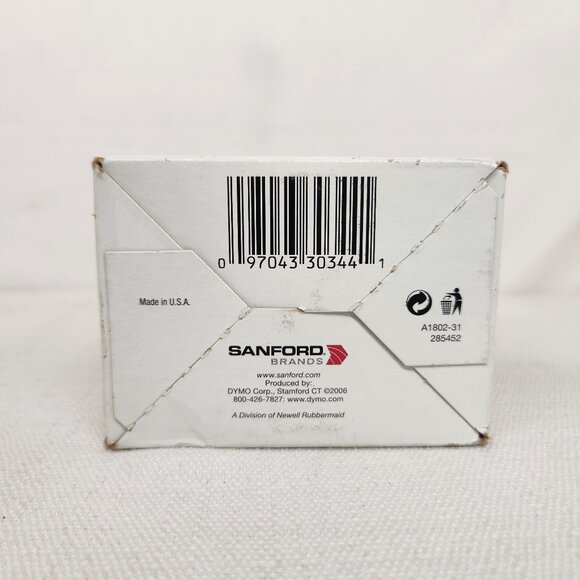 0 97043 30344 1
Made in U.S.A.
A1802-31
285452
SANFORD
BRANDS
www.sanford.com
Produced by:
DYMO Corp., Stamford CT ©2006
800-426-7827: www.dymo.com
A Division of Newell Rubbermaid